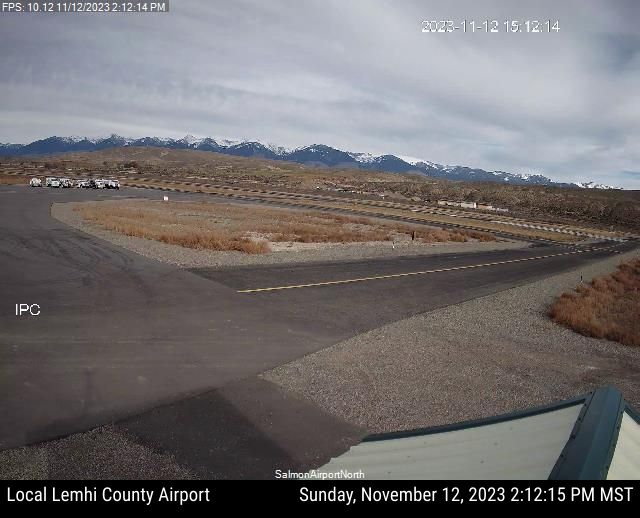 FPS: 10.12 11/12/2023 2:12:14 PM
2023-11-12 15:12:14
IPC
SalmonAirportNorth
Local Lemhi County Airport Sunday, November 12, 2023 2:12:15 PM MST